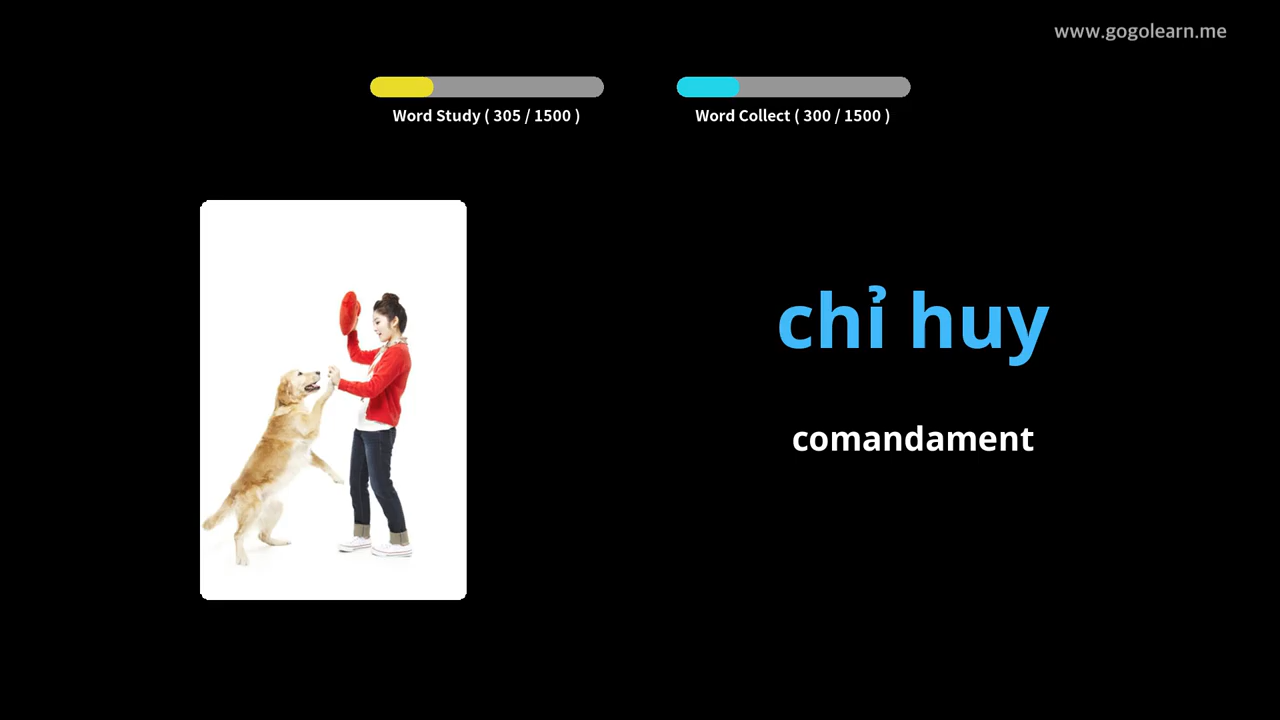 www.gogolearn.me
Word Study ( 305 / 1500 )
Word Collect ( 300 / 1500 )
chỉ huy
comandament